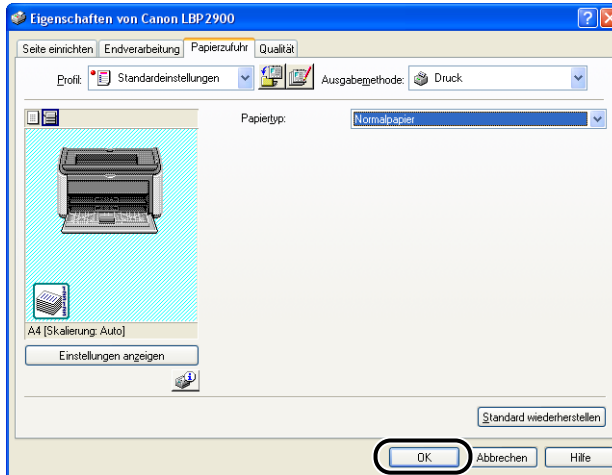 Eigenschaften von Canon LBP2900
Seite einrichten Endverarbeitung Papierzufuhr Qualität
Profil: Standardeinstellungen Ausgabemethode: Druck
Papiertyp: Normalpapier
A4 [Skalierung: Auto]
Einstellungen anzeigen
Standard wiederherstellen
OK Abbrechen Hilfe